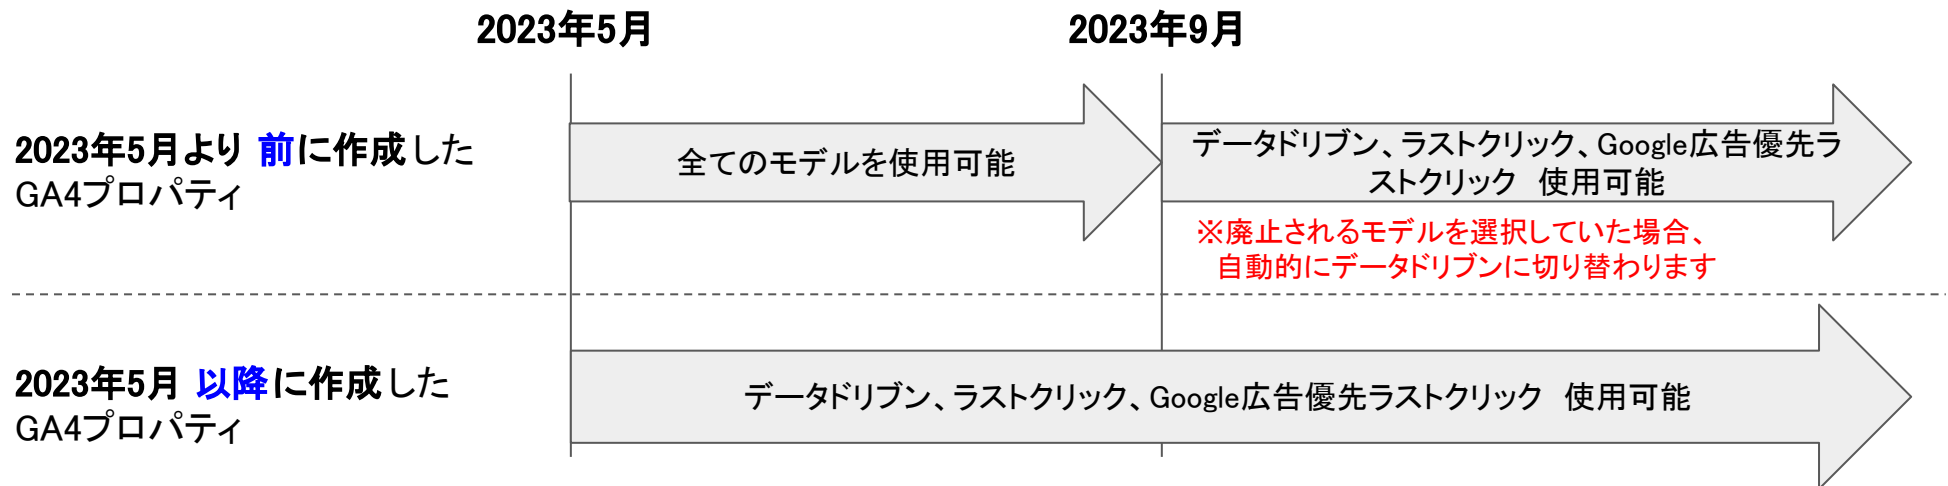 2023年5月
2023年9月
2023年5月より 前に作成した
GA4プロパティ
全てのモデルを使用可能
データドリブン、ラストクリック、Google広告優先ラ
ストクリック　使用可能
※廃止されるモデルを選択していた場合、
自動的にデータドリブンに切り替わります
2023年5月 以降に作成した
GA4プロパティ
データドリブン、ラストクリック、Google広告優先ラストクリック　使用可能